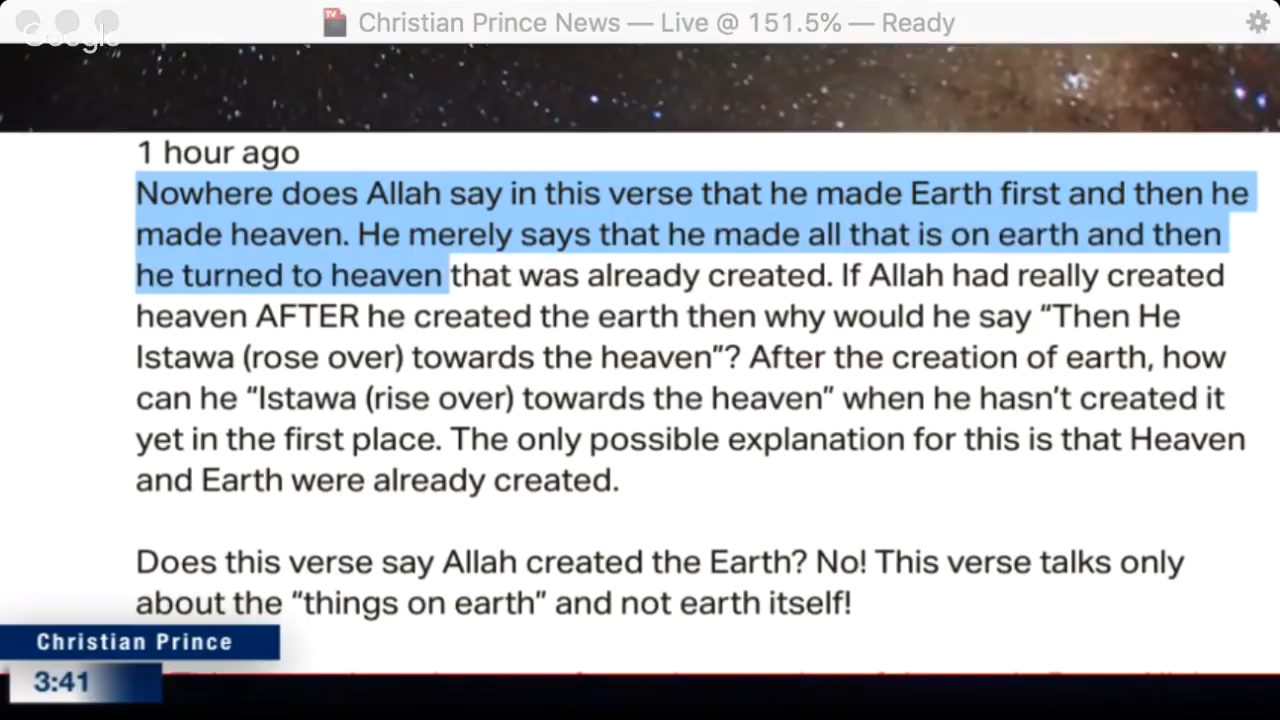 TV Christian Prince News — Live @ 151.5% — Ready
Google
1 hour ago
Nowhere does Allah say in this verse that he made Earth first and then he
made heaven. He merely says that he made all that is on earth and then
he turned to heaven that was already created. If Allah had really created
heaven AFTER he created the earth then why would he say “Then He
Istawa (rose over) towards the heaven”? After the creation of earth, how
can he “Istawa (rise over) towards the heaven” when he hasn’t created it
yet in the first place. The only possible explanation for this is that Heaven
and Earth were already created.
Does this verse say Allah created the Earth? No! This verse talks only
about the “things on earth” and not earth itself!
Christian Prince
3:41